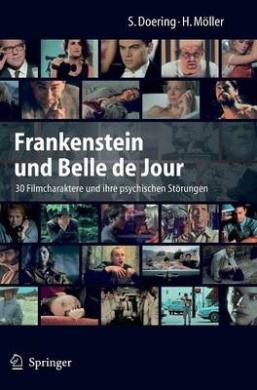 S. Doering · H. Möller
Frankenstein
und Belle de Jour
30 Filmcharaktere und ihre psychischen Störungen
Springer